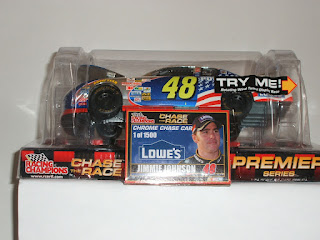 48
TRY ME!
CHASE
THE RACE
CHROME CHASE CAR
1 of 1500
LOWE'S
JIMMIE JOHNSON 48
RACING
CHAMPIONS
CHASE
THE
RACE
PREMIER
SERIES